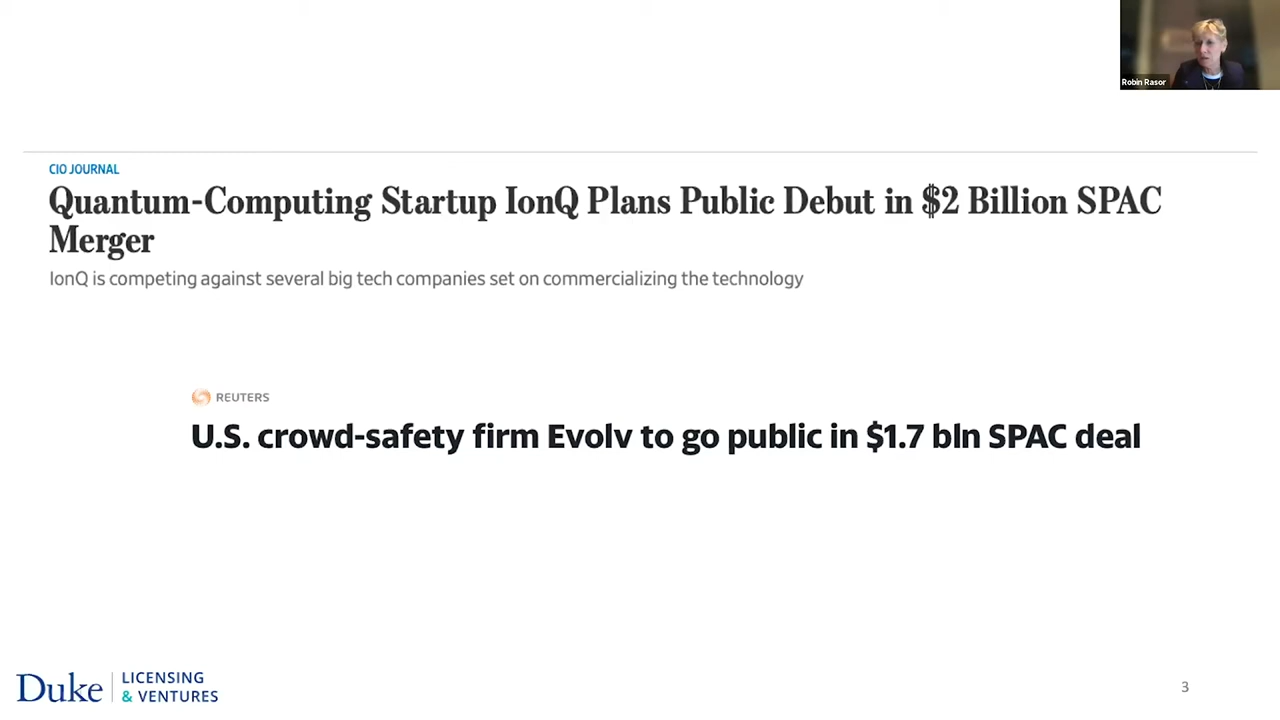 Robin Rasor
CIO JOURNAL
Quantum-Computing Startup IonQ Plans Public Debut in $2 Billion SPAC
Merger
IonQ is competing against several big tech companies set on commercializing the technology
REUTERS
U.S. crowd-safety firm Evolv to go public in $1.7 bln SPAC deal
Duke
LICENSING
& VENTURES
3